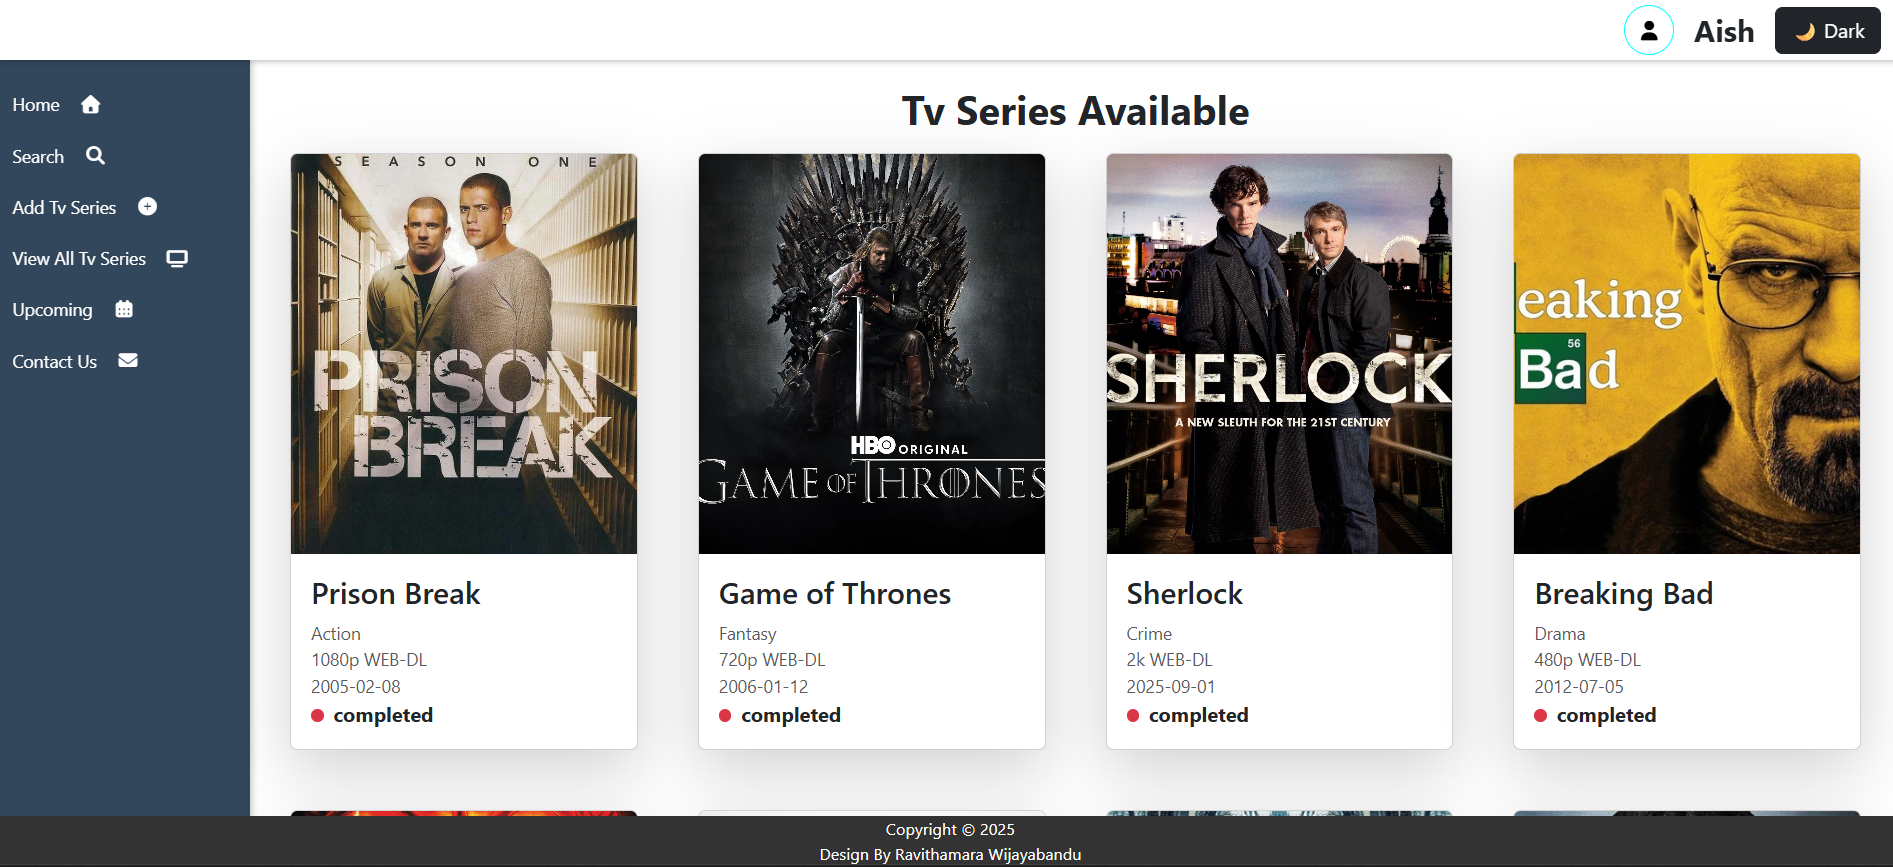 Aish
🌙 Dark
Home
Search
Add Tv Series
View All Tv Series
Upcoming
Contact Us
Tv Series Available
SEASON ONE
PRISON
BREAK
Prison Break
Action
1080p WEB-DL
2005-02-08
completed
HBO ORIGINAL
GAME OF THRONES
Game of Thrones
Fantasy
720p WEB-DL
2006-01-12
completed
SHERLOCK
A NEW SLEUTH FOR THE 21ST CENTURY
Sherlock
Crime
2k WEB-DL
2025-09-01
completed
eaking
56
Bad
Breaking Bad
Drama
480p WEB-DL
2012-07-05
completed
Copyright © 2025
Design By Ravithamara Wijayabandu